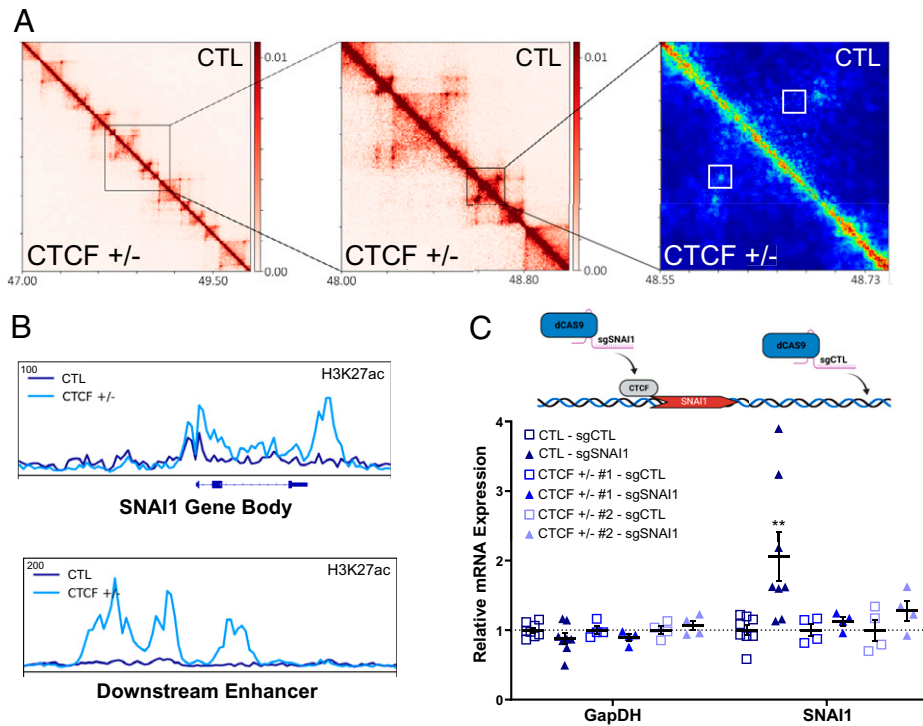 A
CTL
CTCF +/-
0.01
0.00
47.00
49.50
CTL
CTCF +/-
0.01
0.00
48.00
48.80
CTL
CTCF +/-
48.55
48.73
B
100
CTL
CTCF +/-
H3K27ac
SNAI1 Gene Body
200
CTL
CTCF +/-
H3K27ac
Downstream Enhancer
C
dCAS9
sgSNAI1
CTCF
SNAI1
dCAS9
sgCTL
Relative mRNA Expression
5
4
3
2
1
0
CTL - sgCTL
CTL - sgSNAI1
CTCF +/- #1 - sgCTL
CTCF +/- #1 - sgSNAI1
CTCF +/- #2 - sgCTL
CTCF +/- #2 - sgSNAI1
**
GapDH
SNAI1